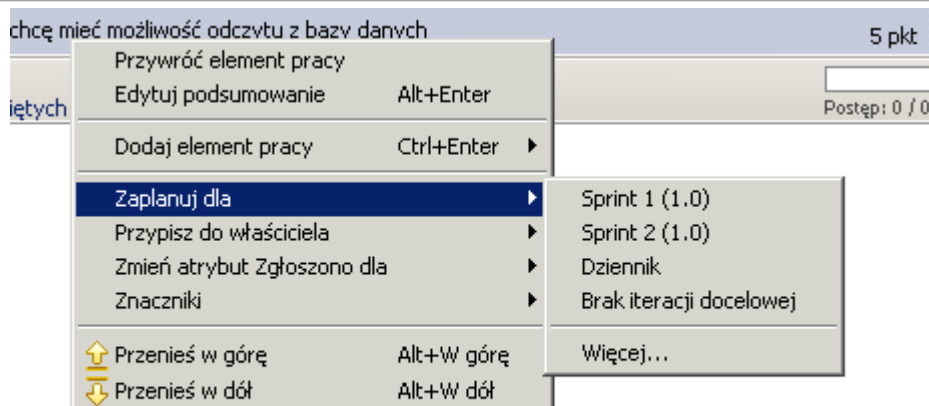 chcę mieć możliwość odczytu z bazy danych 5 pkt
Przywróć element pracy
Edytuj podsumowanie Alt+Enter
iętych Postęp: 0 / 0
Dodaj element pracy Ctrl+Enter
Zaplanuj dla
Przypisz do właściciela
Zmień atrybut Zgłoszono dla
Znaczniki
Przenieś w górę Alt+W górę
Przenieś w dół Alt+W dół
Sprint 1 (1.0)
Sprint 2 (1.0)
Dziennik
Brak iteracji docelowej
Więcej...